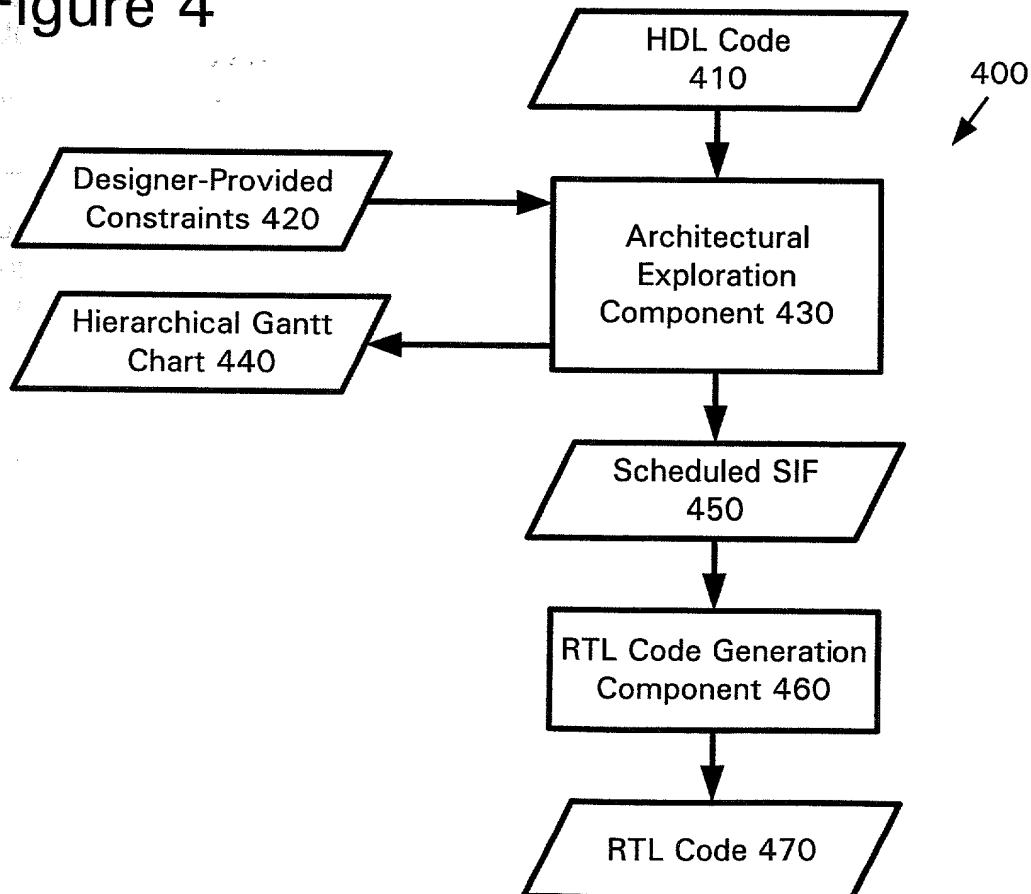 Figure 4
HDL Code
410
400
Designer-Provided
Constraints 420
Architectural
Exploration
Component 430
Hierarchical Gantt
Chart 440
Scheduled SIF
450
RTL Code Generation
Component 460
RTL Code 470